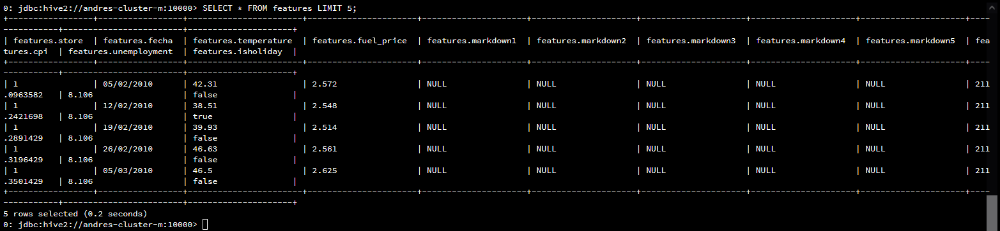 0: jdbc:hive2://andres-cluster-m:10000> SELECT * FROM features LIMIT 5;
+-----------------+-----------------+-----------------------+----------------------+---------------------+---------------------+---------------------+---------------------+---------------------+----
-----------+------------------------+---------------------+
| features.store | features.fecha | features.temperature | features.fuel_price | features.markdown1 | features.markdown2 | features.markdown3 | features.markdown4 | features.markdown5 | fea
tures.cpi | features.unemployment | features.isholiday |
+-----------------+-----------------+-----------------------+----------------------+---------------------+---------------------+---------------------+---------------------+---------------------+----
-----------+------------------------+---------------------+
| 1 | 05/02/2010 | 42.31 | 2.572 | NULL | NULL | NULL | NULL | NULL | 211
.0963582 | 8.106 | false |
| 1 | 12/02/2010 | 38.51 | 2.548 | NULL | NULL | NULL | NULL | NULL | 211
.2421698 | 8.106 | true |
| 1 | 19/02/2010 | 39.93 | 2.514 | NULL | NULL | NULL | NULL | NULL | 211
.2891429 | 8.106 | false |
| 1 | 26/02/2010 | 46.63 | 2.561 | NULL | NULL | NULL | NULL | NULL | 211
.3196429 | 8.106 | false |
| 1 | 05/03/2010 | 46.5 | 2.625 | NULL | NULL | NULL | NULL | NULL | 211
.3501429 | 8.106 | false |
+-----------------+-----------------+-----------------------+----------------------+---------------------+---------------------+---------------------+---------------------+---------------------+----
-----------+------------------------+---------------------+
5 rows selected (0.2 seconds)
0: jdbc:hive2://andres-cluster-m:10000>